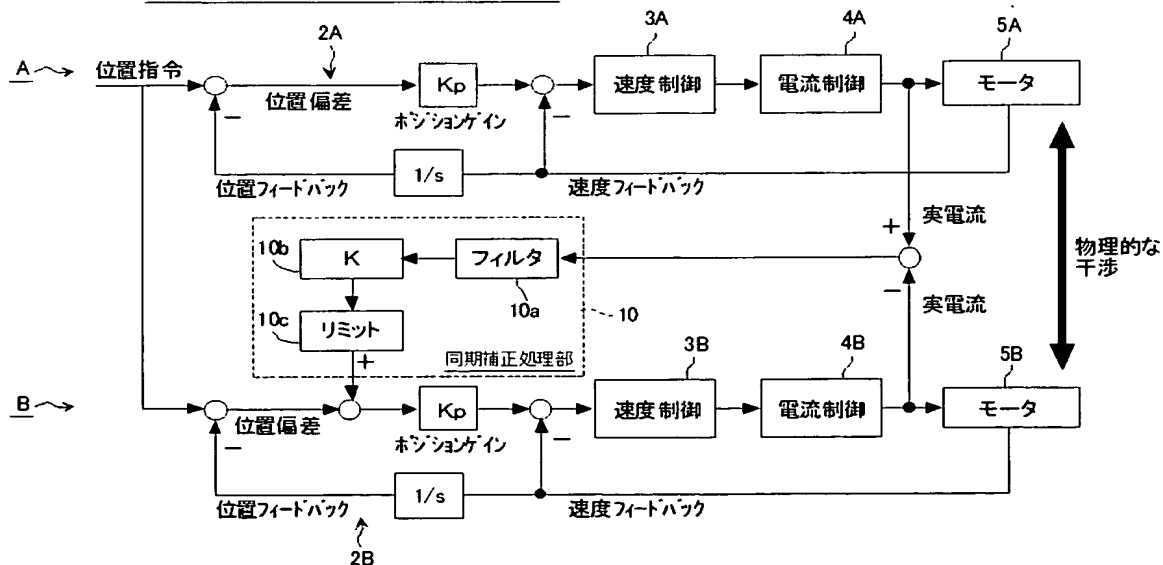 2A
3A
4A
5A
A
位置指令
位置偏差
Kp
ポジションゲイン
速度制御
電流制御
モータ
−
−
位置フィードバック
1/s
速度フィードバック
実電流
+
物理的な
干渉
10b
K
フィルタ
10a
10
10c
リミット
+
同期補正処理部
−
実電流
3B
4B
5B
B
位置偏差
Kp
ポジションゲイン
速度制御
電流制御
モータ
−
−
位置フィードバック
1/s
速度フィードバック
2B